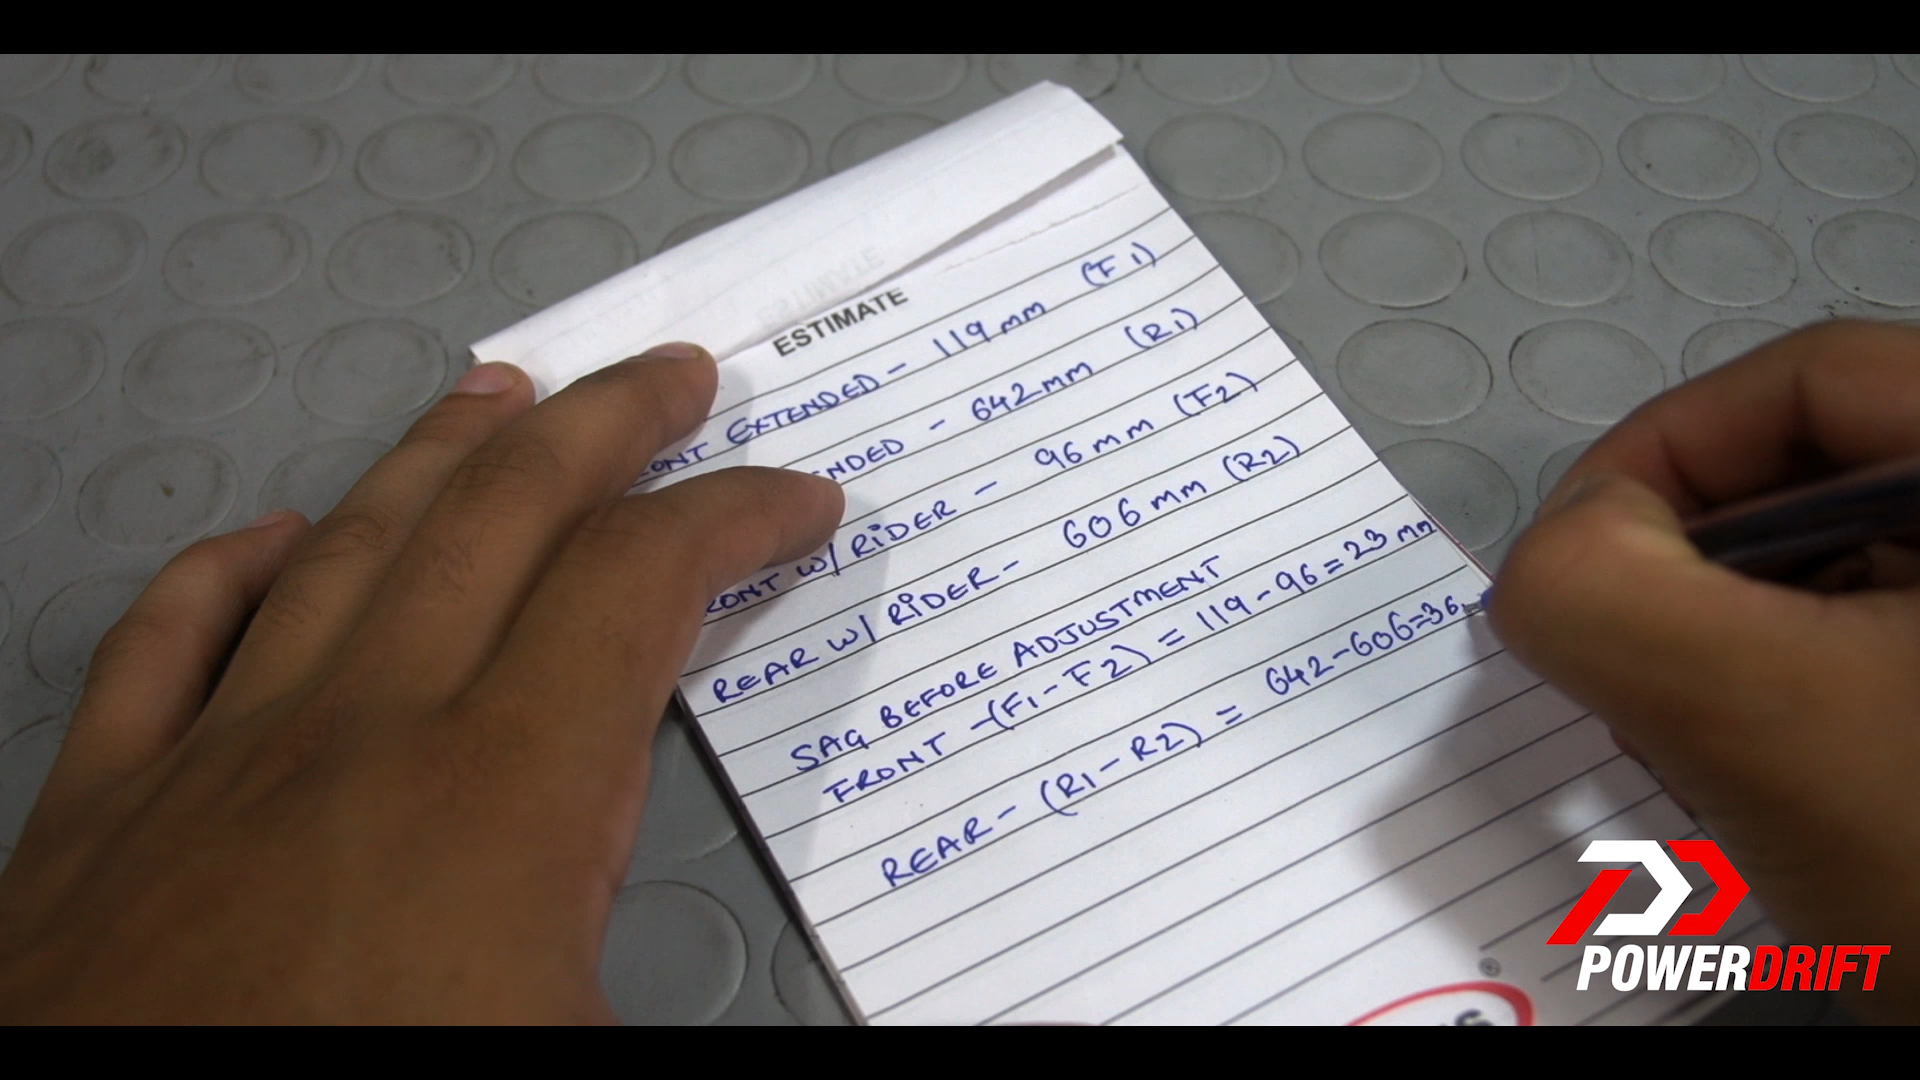 ESTIMATE
ONT EXTENDED - 119 mm (F1)
NDED - 642 mm (R1)
RONT W/ RiDER - 96 mm (F2)
REAR W/ RiDER - 606 mm (R2)
SAG BEFORE ADJUSTMENT
FRONT - (F1 - F2) = 119 - 96 = 23 mm
REAR - (R1 - R2) = 642 - 606 = 36
®
POWERDRIFT